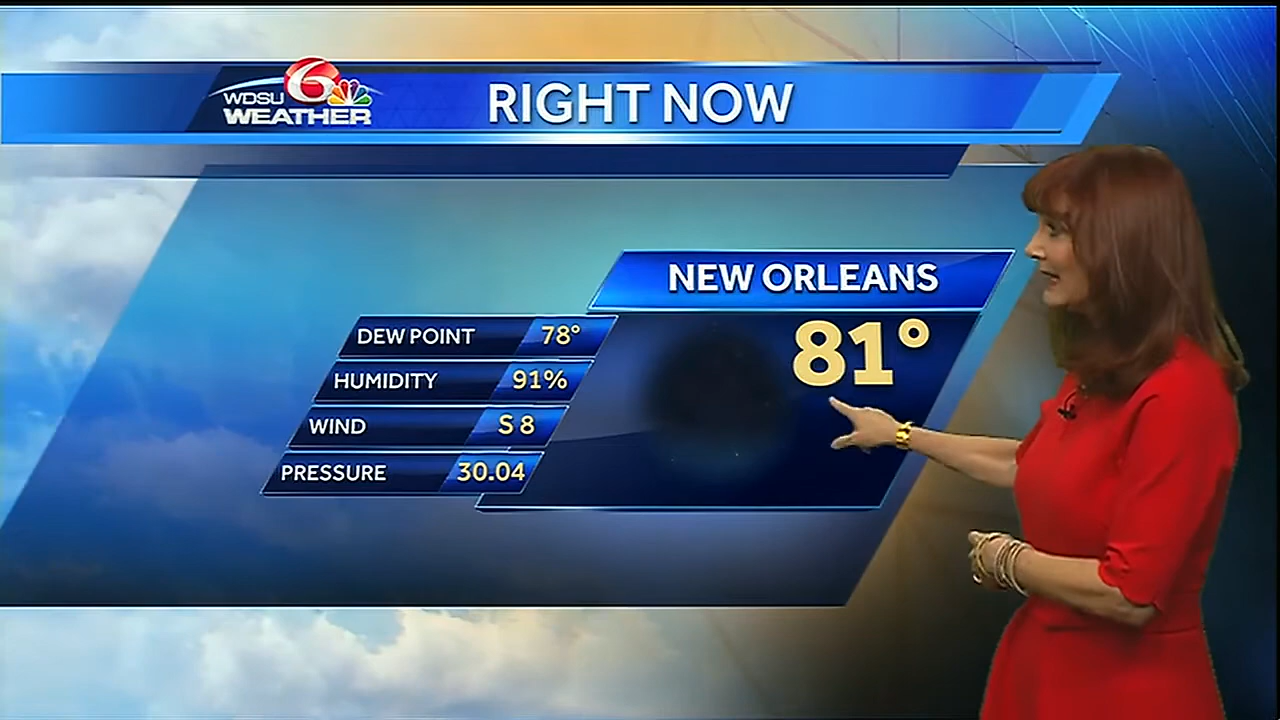 WDSU 6
WEATHER
RIGHT NOW
NEW ORLEANS
81°
DEW POINT 78°
HUMIDITY 91%
WIND S 8
PRESSURE 30.04